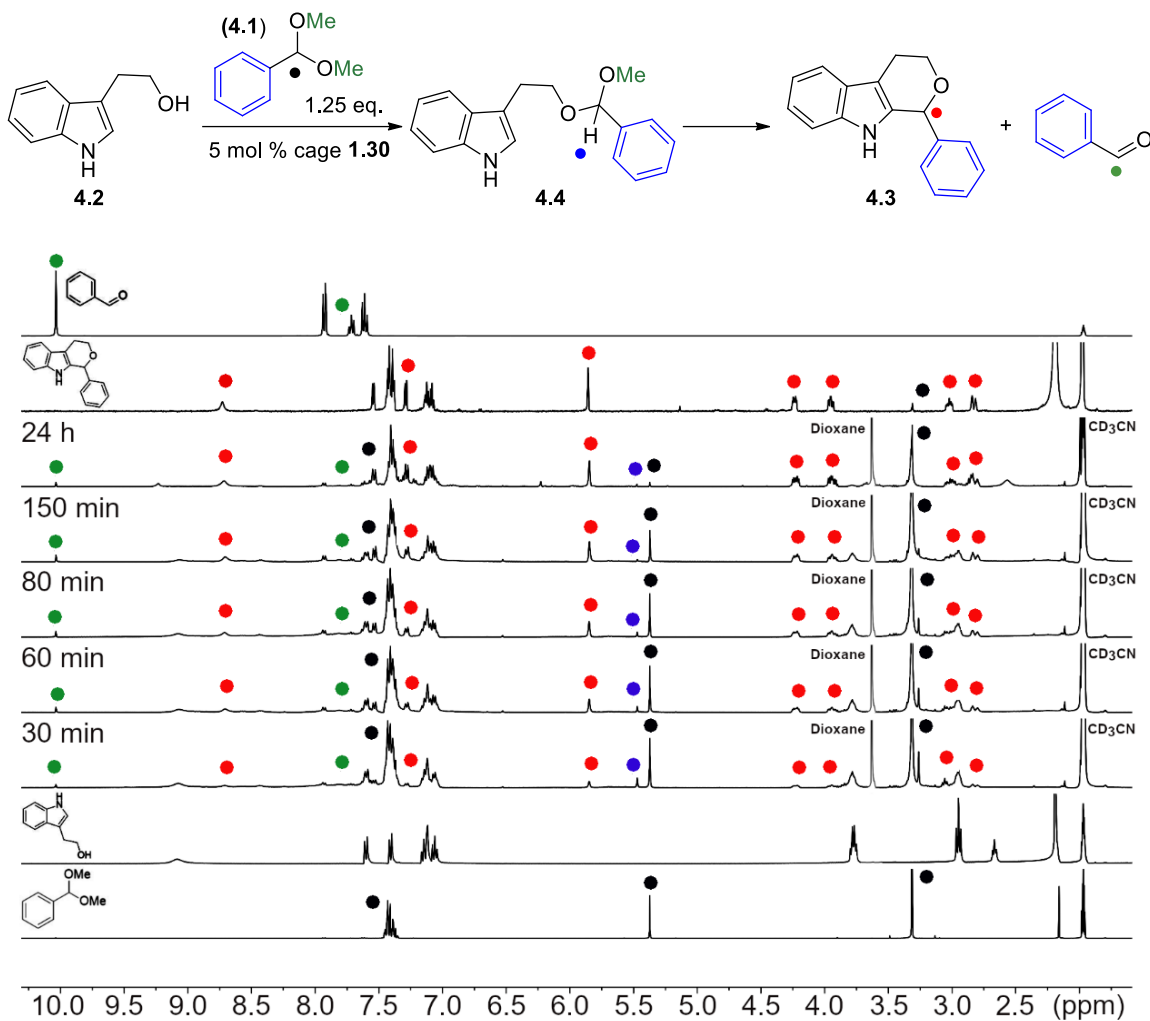 (4.1)
OMe
OMe
OH
1.25 eq.
5 mol % cage 1.30
N
H
4.2
OMe
O
H
N
H
4.4
O
N
H
4.3
+
O
O
O
N
H
24 h
Dioxane
CD3CN
150 min
Dioxane
CD3CN
80 min
Dioxane
CD3CN
60 min
Dioxane
CD3CN
30 min
Dioxane
CD3CN
H
N
OH
OMe
OMe
10.0 9.5 9.0 8.5 8.0 7.5 7.0 6.5 6.0 5.5 5.0 4.5 4.0 3.5 3.0 2.5 (ppm)